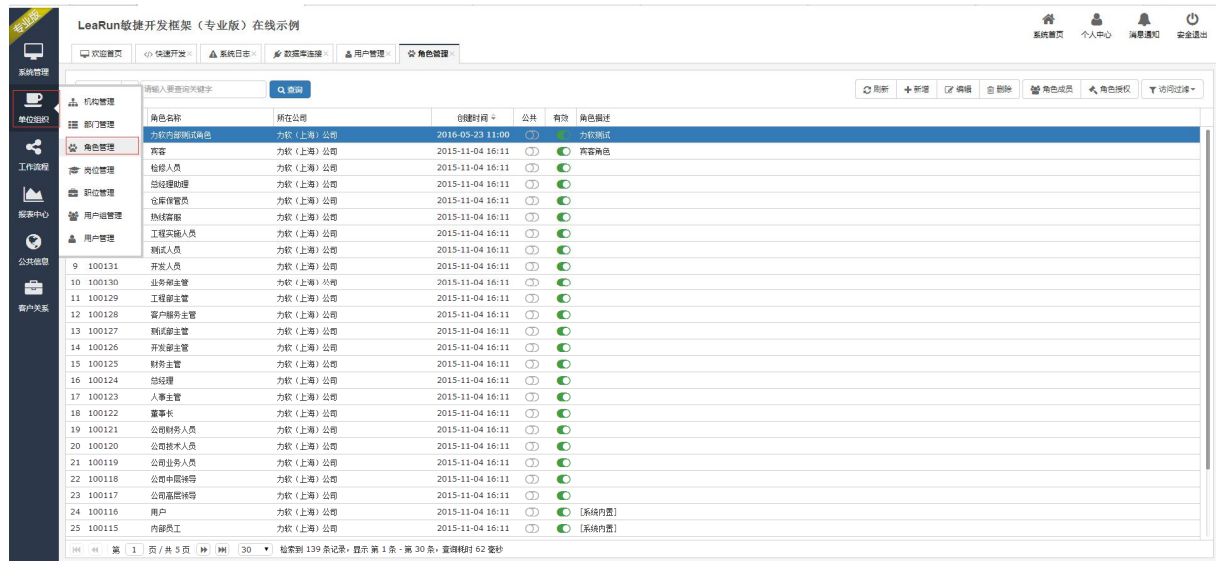 专业版
LeaRun敏捷开发框架（专业版）在线示例
系统首页 个人中心 消息通知 安全退出
欢迎首页 快速开发 系统日志 数据库连接 用户管理 角色管理
系统管理
单位组织
工作流程
报表中心
公共信息
客户关系
请输入要查询关键字 查询 刷新 新增 编辑 删除 角色成员 角色授权 访问过滤
机构管理
部门管理
角色管理
岗位管理
职位管理
用户组管理
用户管理
角色名称 所在公司 创建时间 公共 有效 角色描述
力软内部测试角色 力软（上海）公司 2016-05-23 11:00 力软测试
宾客 力软（上海）公司 2015-11-04 16:11 宾客角色
检修人员 力软（上海）公司 2015-11-04 16:11
总经理助理 力软（上海）公司 2015-11-04 16:11
仓库保管员 力软（上海）公司 2015-11-04 16:11
热线客服 力软（上海）公司 2015-11-04 16:11
工程实施人员 力软（上海）公司 2015-11-04 16:11
测试人员 力软（上海）公司 2015-11-04 16:11
9 100131 开发人员 力软（上海）公司 2015-11-04 16:11
10 100130 业务部主管 力软（上海）公司 2015-11-04 16:11
11 100129 工程部主管 力软（上海）公司 2015-11-04 16:11
12 100128 客户服务主管 力软（上海）公司 2015-11-04 16:11
13 100127 测试部主管 力软（上海）公司 2015-11-04 16:11
14 100126 开发部主管 力软（上海）公司 2015-11-04 16:11
15 100125 财务主管 力软（上海）公司 2015-11-04 16:11
16 100124 总经理 力软（上海）公司 2015-11-04 16:11
17 100123 人事主管 力软（上海）公司 2015-11-04 16:11
18 100122 董事长 力软（上海）公司 2015-11-04 16:11
19 100121 公司财务人员 力软（上海）公司 2015-11-04 16:11
20 100120 公司技术人员 力软（上海）公司 2015-11-04 16:11
21 100119 公司业务人员 力软（上海）公司 2015-11-04 16:11
22 100118 公司中层领导 力软（上海）公司 2015-11-04 16:11
23 100117 公司高层领导 力软（上海）公司 2015-11-04 16:11
24 100116 用户 力软（上海）公司 2015-11-04 16:11 [系统内置]
25 100115 内部员工 力软（上海）公司 2015-11-04 16:11 [系统内置]
第 1 页/共 5 页 30 检索到 139 条记录，显示 第 1 条 - 第 30 条，查询耗时 62 毫秒